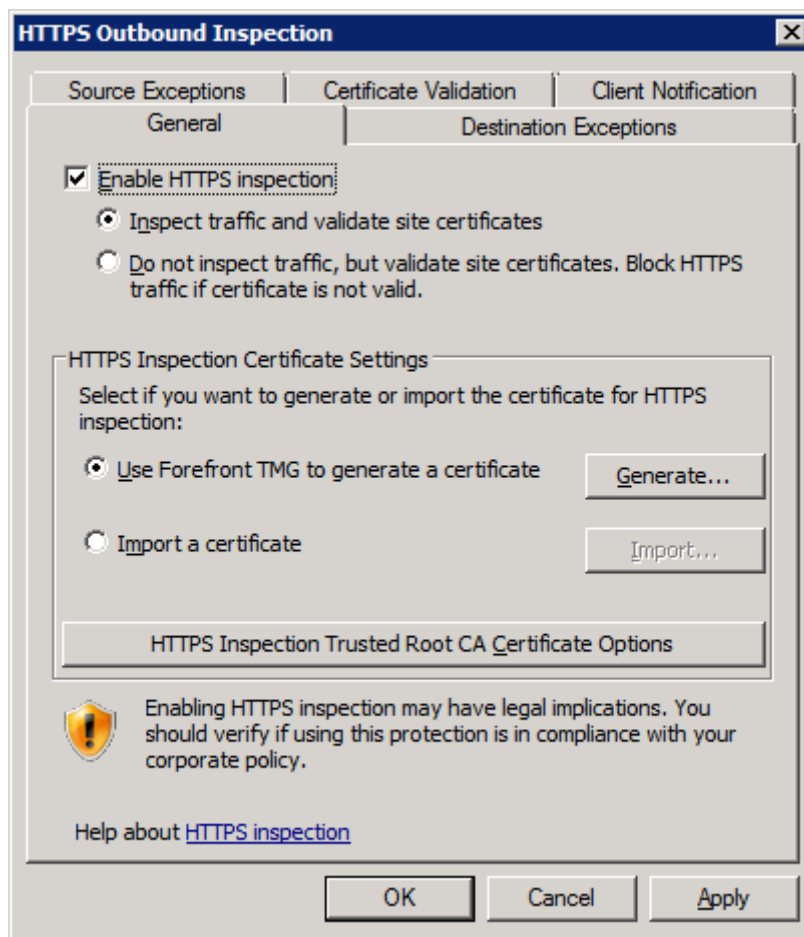 HTTPS Outbound Inspection
Source Exceptions
Certificate Validation
Client Notification
General
Destination Exceptions
Enable HTTPS inspection
Inspect traffic and validate site certificates
Do not inspect traffic, but validate site certificates. Block HTTPS
traffic if certificate is not valid.
HTTPS Inspection Certificate Settings
Select if you want to generate or import the certificate for HTTPS
inspection:
Use Forefront TMG to generate a certificate
Generate...
Import a certificate
Import...
HTTPS Inspection Trusted Root CA Certificate Options
Enabling HTTPS inspection may have legal implications. You
should verify if using this protection is in compliance with your
corporate policy.
Help about HTTPS inspection
OK
Cancel
Apply